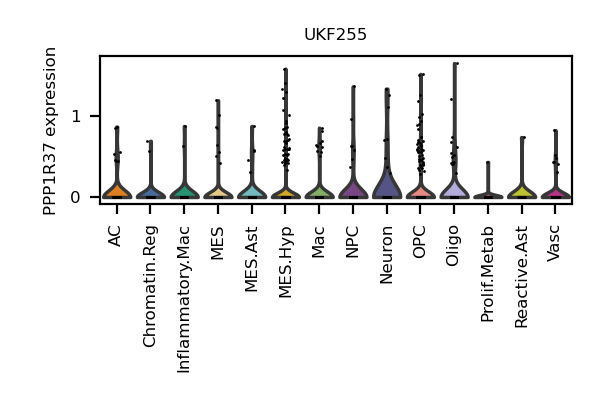 UKF255
PPP1R37 expression
1
0
AC
Chromatin.Reg
Inflammatory.Mac
MES
MES.Ast
MES.Hyp
Mac
NPC
Neuron
OPC
Oligo
Prolif.Metab
Reactive.Ast
Vasc